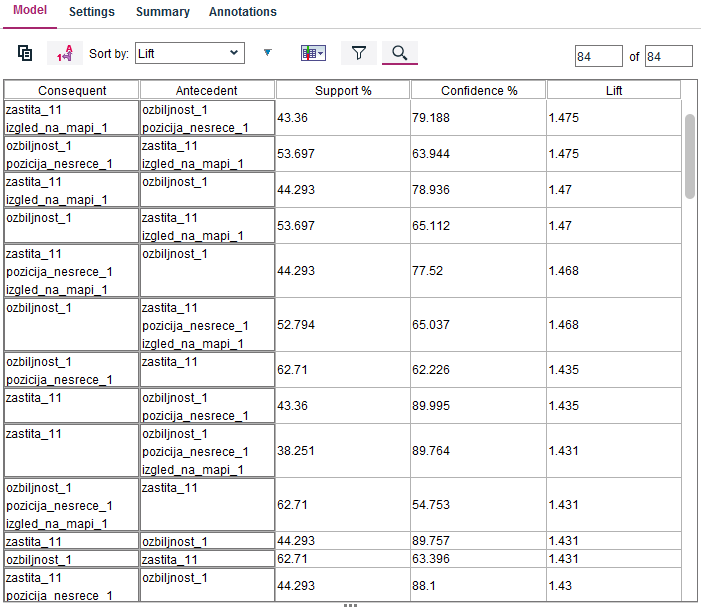 Model Settings Summary Annotations
Sort by: Lift 84 of 84
Consequent Antecedent Support % Confidence % Lift
zastita_11 ozbiljnost_1
izgled_na_mapi_1 pozicija_nesrece_1 43.36 79.188 1.475
ozbiljnost_1 zastita_11
pozicija_nesrece_1 izgled_na_mapi_1 53.697 63.944 1.475
zastita_11 ozbiljnost_1
izgled_na_mapi_1 44.293 78.936 1.47
ozbiljnost_1 zastita_11
izgled_na_mapi_1 53.697 65.112 1.47
zastita_11 ozbiljnost_1
pozicija_nesrece_1 44.293 77.52 1.468
izgled_na_mapi_1
ozbiljnost_1 zastita_11
pozicija_nesrece_1 52.794 65.037 1.468
izgled_na_mapi_1
ozbiljnost_1 zastita_11
pozicija_nesrece_1 62.71 62.226 1.435
zastita_11 ozbiljnost_1
pozicija_nesrece_1 43.36 89.995 1.435
zastita_11 ozbiljnost_1
pozicija_nesrece_1 38.251 89.764 1.431
izgled_na_mapi_1
ozbiljnost_1 zastita_11
pozicija_nesrece_1 62.71 54.753 1.431
izgled_na_mapi_1
zastita_11 ozbiljnost_1 44.293 89.757 1.431
ozbiljnost_1 zastita_11 62.71 63.396 1.431
zastita_11 ozbiljnost_1
pozicija_nesrece_1 44.293 88.1 1.43